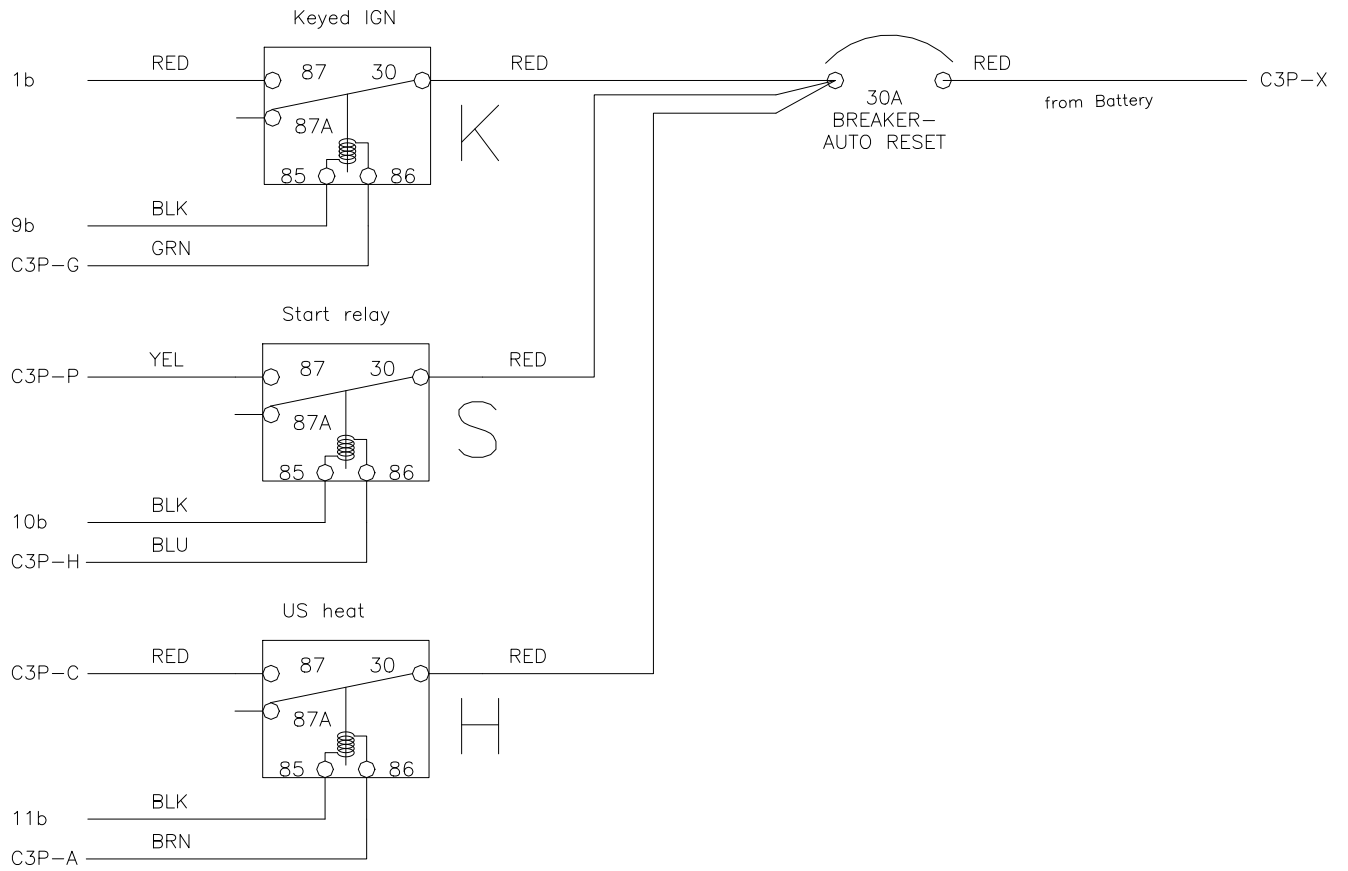 Keyed IGN
1b RED 87 30 RED
87A
K
85 86
9b BLK
C3P-G GRN
RED C3P-X
from Battery
30A
BREAKER-
AUTO RESET
Start relay
C3P-P YEL 87 30 RED
87A
S
85 86
10b BLK
C3P-H BLU
US heat
C3P-C RED 87 30 RED
87A
H
85 86
11b BLK
C3P-A BRN